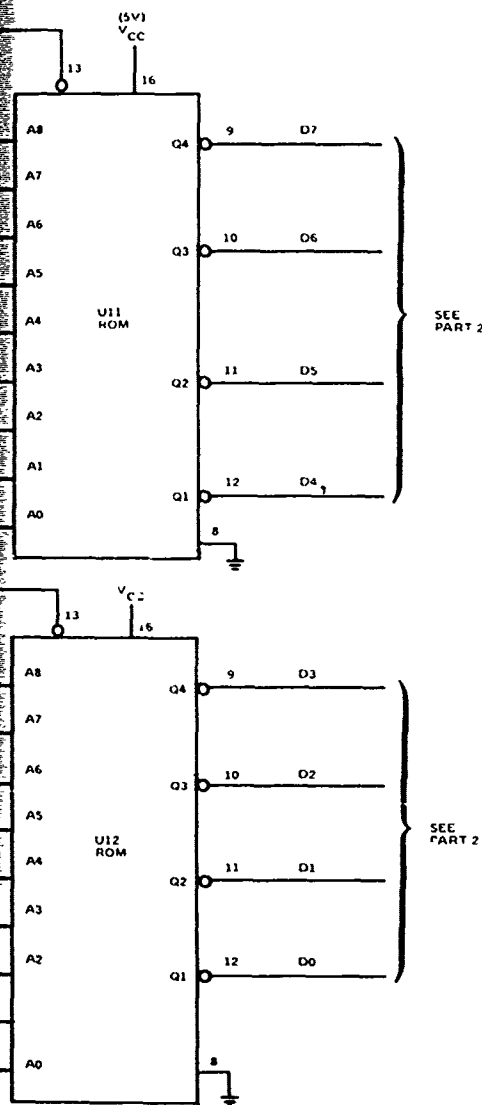 (5V)
VCC
13
16
A8
Q4
9
D7
A7
A6
Q3
10
D6
A5
A4
U11
ROM
SEE
PART 2
A3
Q2
11
D5
A2
A1
Q1
12
D4
A0
8
13
16
A8
Q4
9
D3
A7
A6
Q3
10
D2
A5
U12
ROM
SEE
PART 2
A4
Q2
11
D1
A3
A2
Q1
12
D0
A0
8